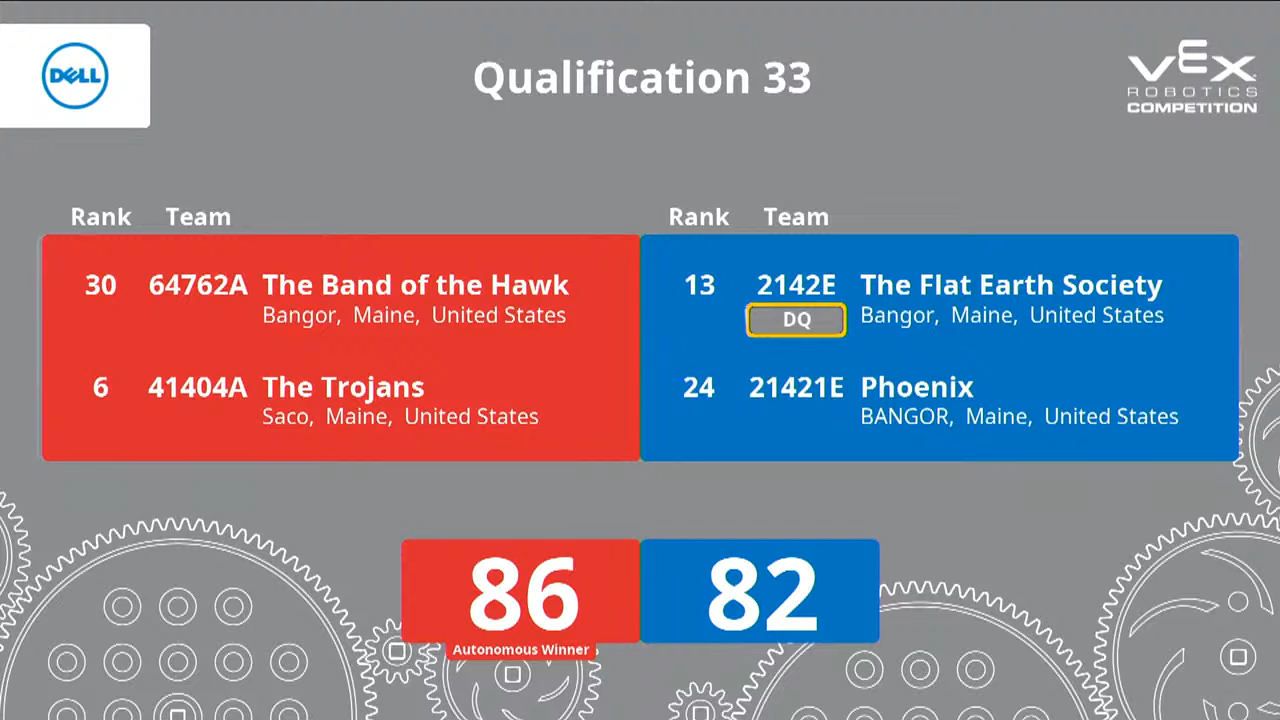 DELL
Qualification 33
VEX
ROBOTICS
COMPETITION
Rank Team
30 64762A The Band of the Hawk
Bangor, Maine, United States
6 41404A The Trojans
Saco, Maine, United States
Rank Team
13 2142E The Flat Earth Society
DQ Bangor, Maine, United States
24 21421E Phoenix
BANGOR, Maine, United States
86 82
Autonomous Winner